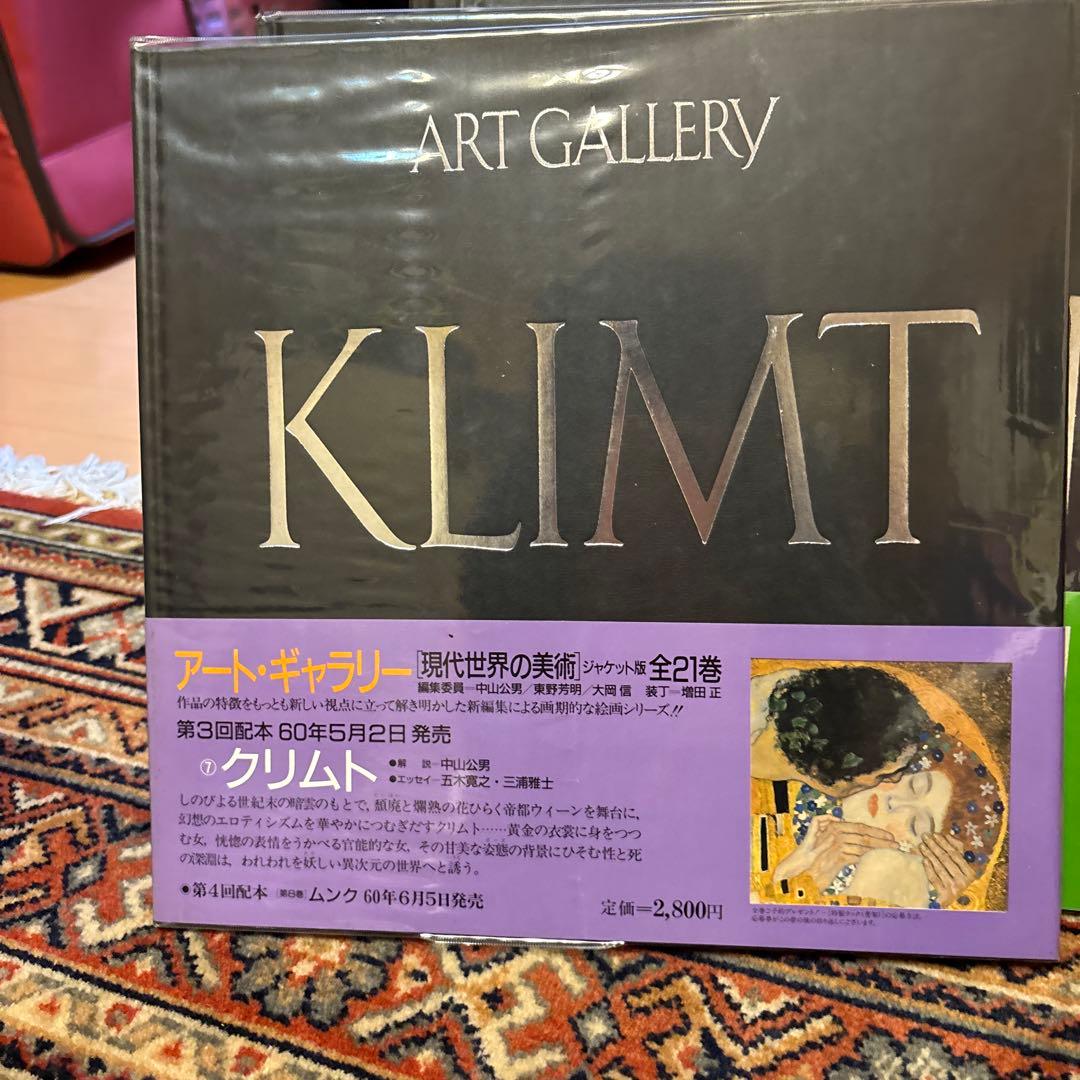 ART GALLERY
KLIMT
アート・ギャラリー[現代世界の美術]ジャケット版 全21巻
編集委員=中山公男／東野芳明／大岡 信 装丁=増田 正
作品の特徴をもっとも新しい視点に立って解き明かした新編集による画期的な絵画シリーズ!!
第3回配本 60年5月2日 発売
⑦クリムト
●解 説─中山公男
●エッセイ─五木寛之・三浦雅士
しのびよる世紀末の暗雲のもとで、頽廃と爛熟の花ひらく帝都ウィーンを舞台に、
幻想のエロティシズムを華やかにつむぎだすクリムト……黄金の衣裳に身をつつ
む女，恍惚の表情をうかべる官能的な女，その甘美な姿態の背景にひそむ性と死
の深淵は、われわれを妖しい異次元の世界へと誘う。
●第4回配本 [第8巻] ムンク 60年6月5日発売
定価=2,800円